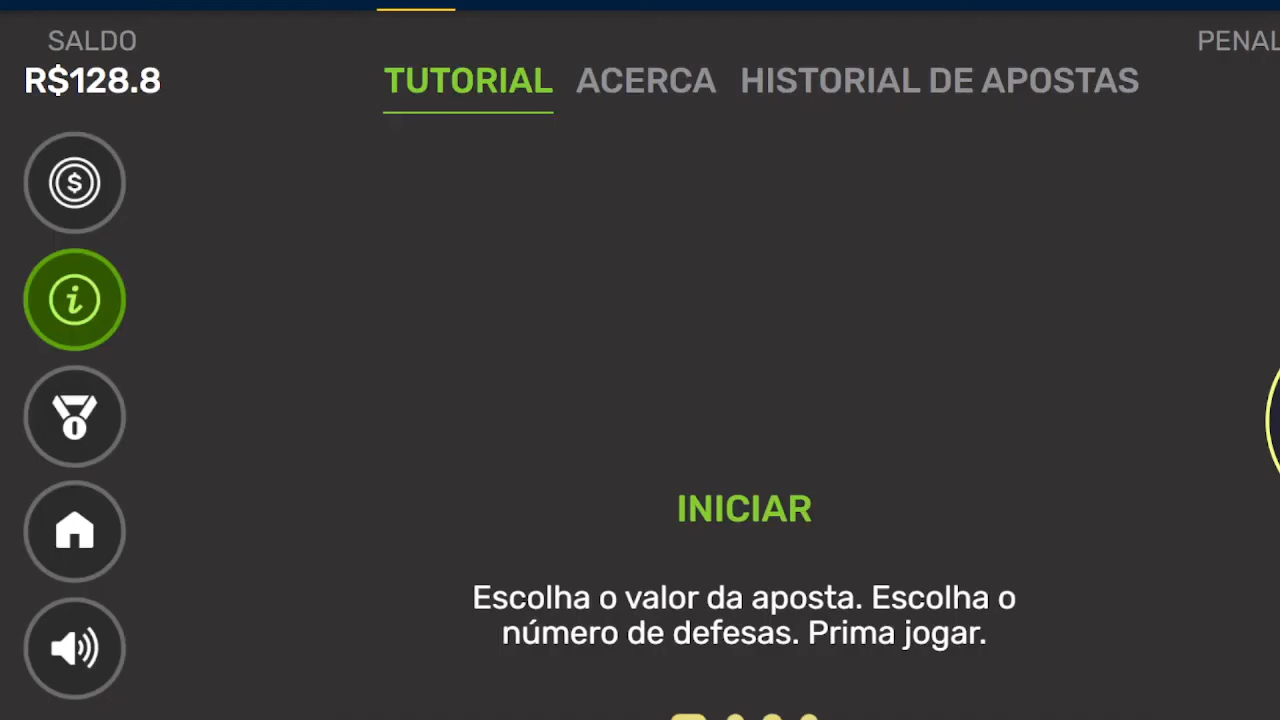 SALDO
PENAL
R$128.8
TUTORIAL ACERCA HISTORIAL DE APOSTAS
INICIAR
Escolha o valor da aposta. Escolha o
número de defesas. Prima jogar.